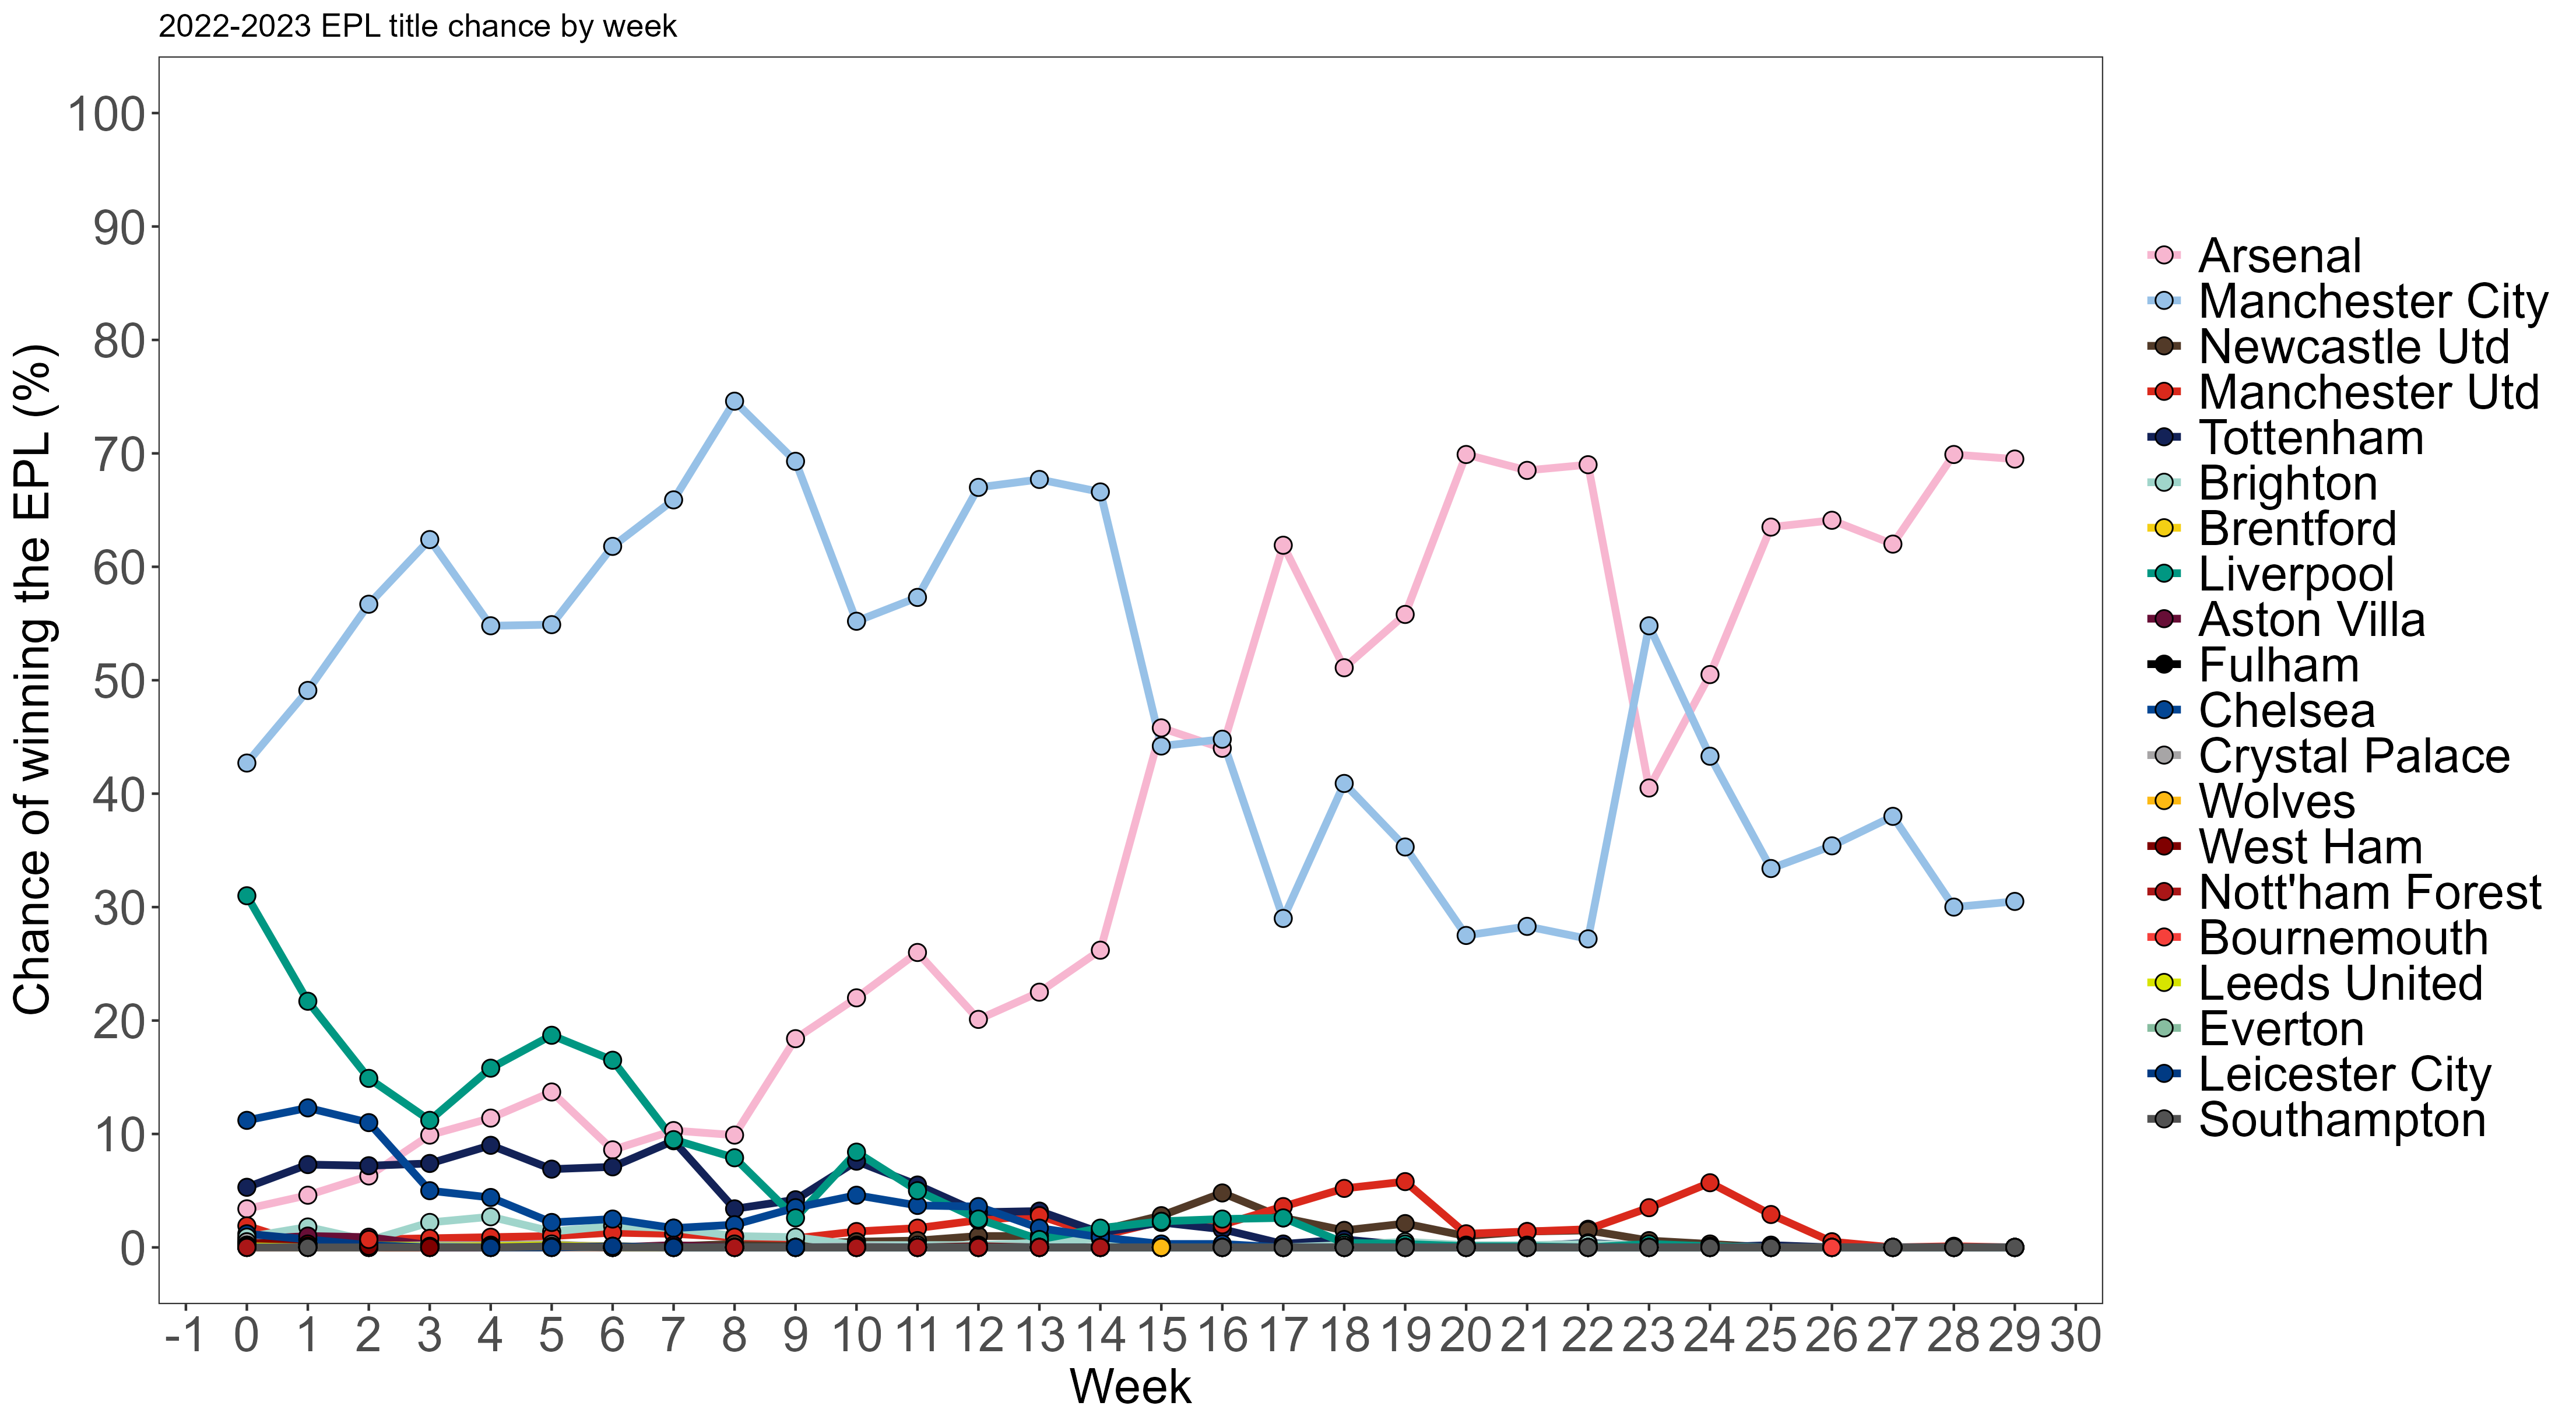 2022-2023 EPL title chance by week
Chance of winning the EPL (%)
100
90
80
70
60
50
40
30
20
10
0
-1 0 1 2 3 4 5 6 7 8 9 10 11 12 13 14 15 16 17 18 19 20 21 22 23 24 25 26 27 28 29 30
Week
Arsenal
Manchester City
Newcastle Utd
Manchester Utd
Tottenham
Brighton
Brentford
Liverpool
Aston Villa
Fulham
Chelsea
Crystal Palace
Wolves
West Ham
Nott'ham Forest
Bournemouth
Leeds United
Everton
Leicester City
Southampton